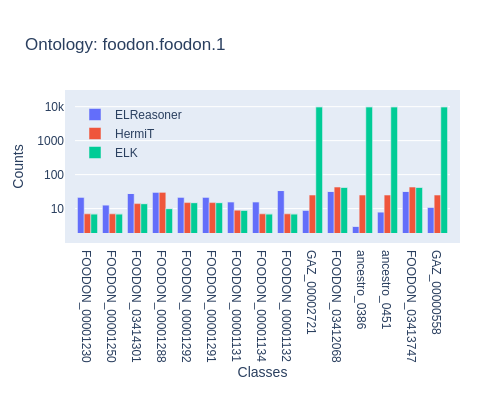 Ontology: foodon.foodon.1
ELReasoner
HermiT
ELK
10k
1000
100
10
Counts
FOODON_00001230
FOODON_00001250
FOODON_03414301
FOODON_00001288
FOODON_00001292
FOODON_00001291
FOODON_00001131
FOODON_00001134
FOODON_00001132
GAZ_00002721
FOODON_03412068
ancestro_0386
ancestro_0451
FOODON_03413747
GAZ_00000558
Classes